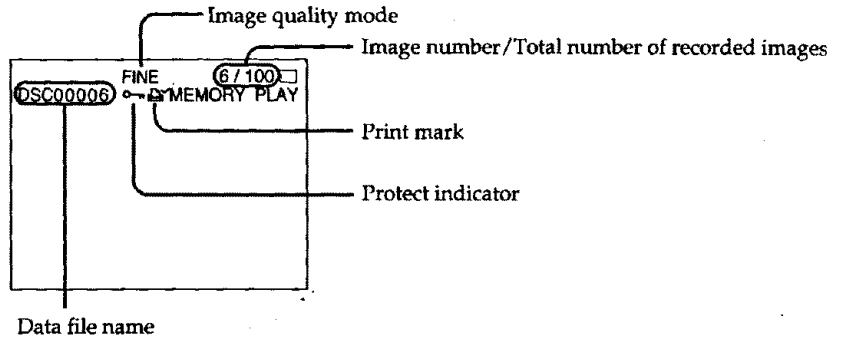 Image quality mode
Image number/Total number of recorded images
FINE
6 / 100
DSC00006
MEMORY PLAY
Print mark
Protect indicator
Data file name